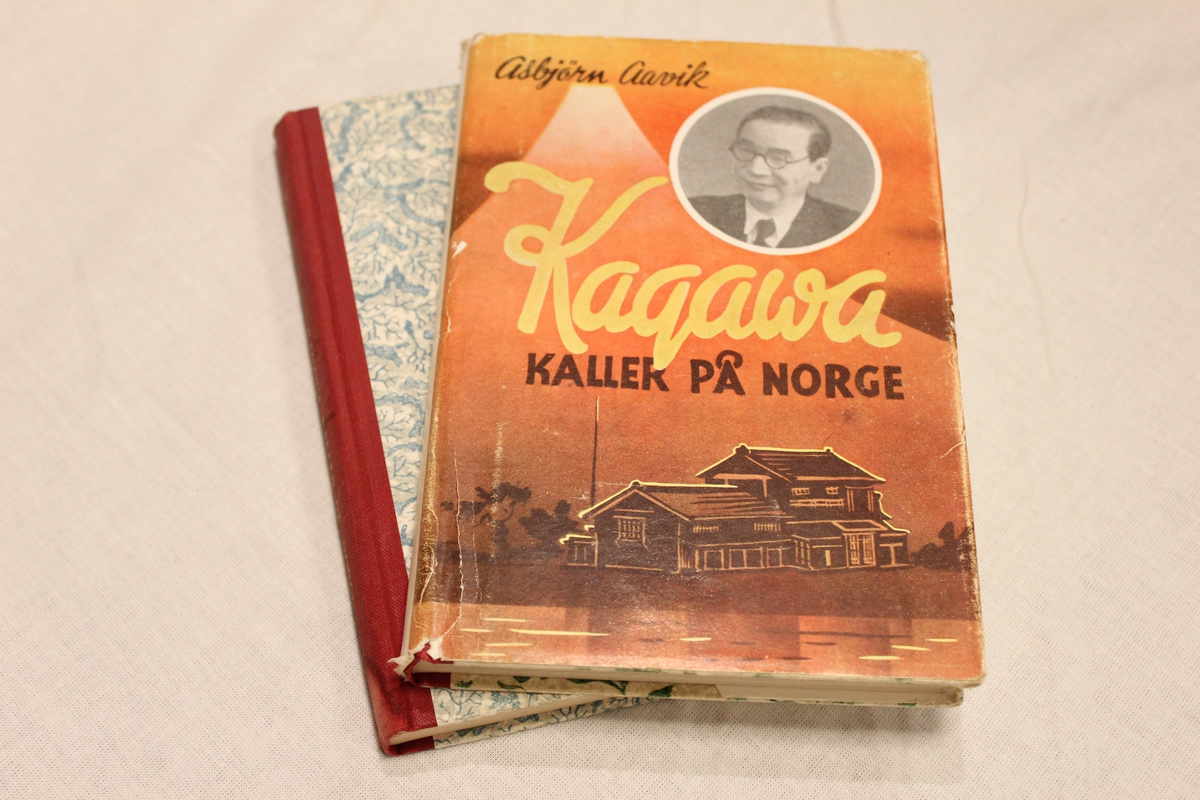 Asbjörn Aavik
Kagawa
KALLER PÅ NORGE